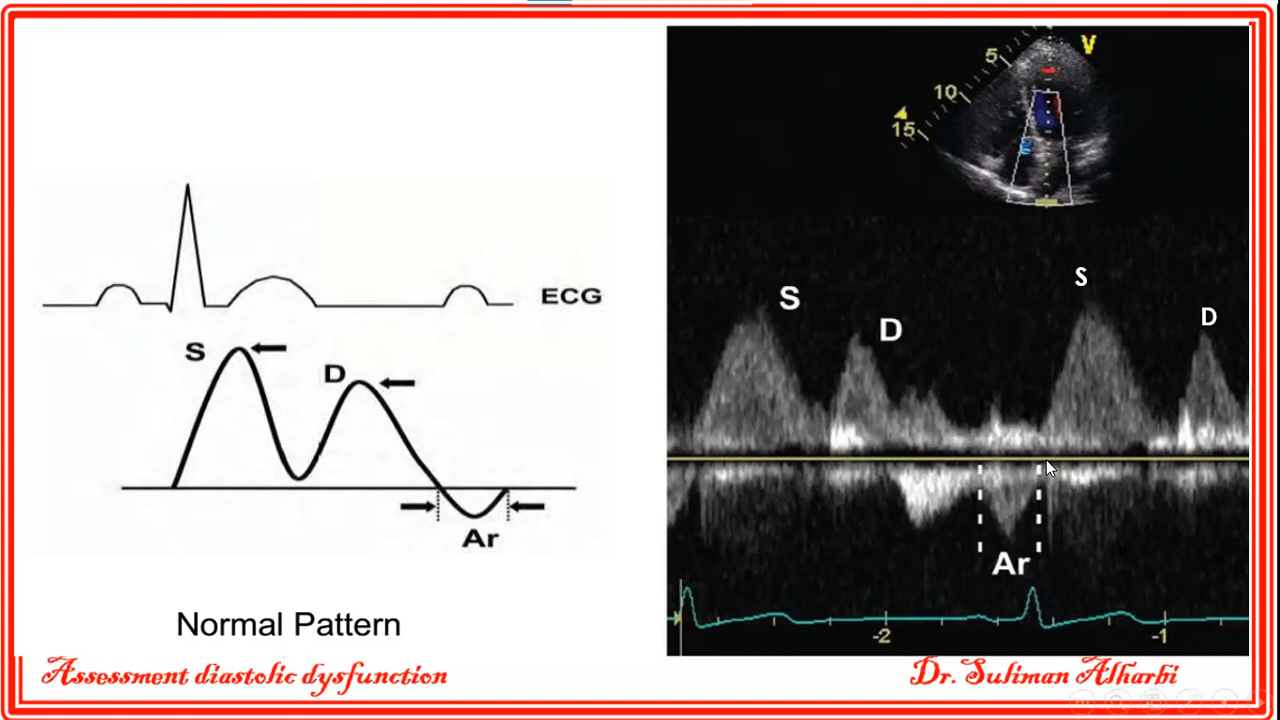 ECG
S
D
Ar
Normal Pattern
V
5
10
15
S
D
S
D
Ar
-2
-1
Assessment diastolic dysfunction
Dr. Suliman Alharbi